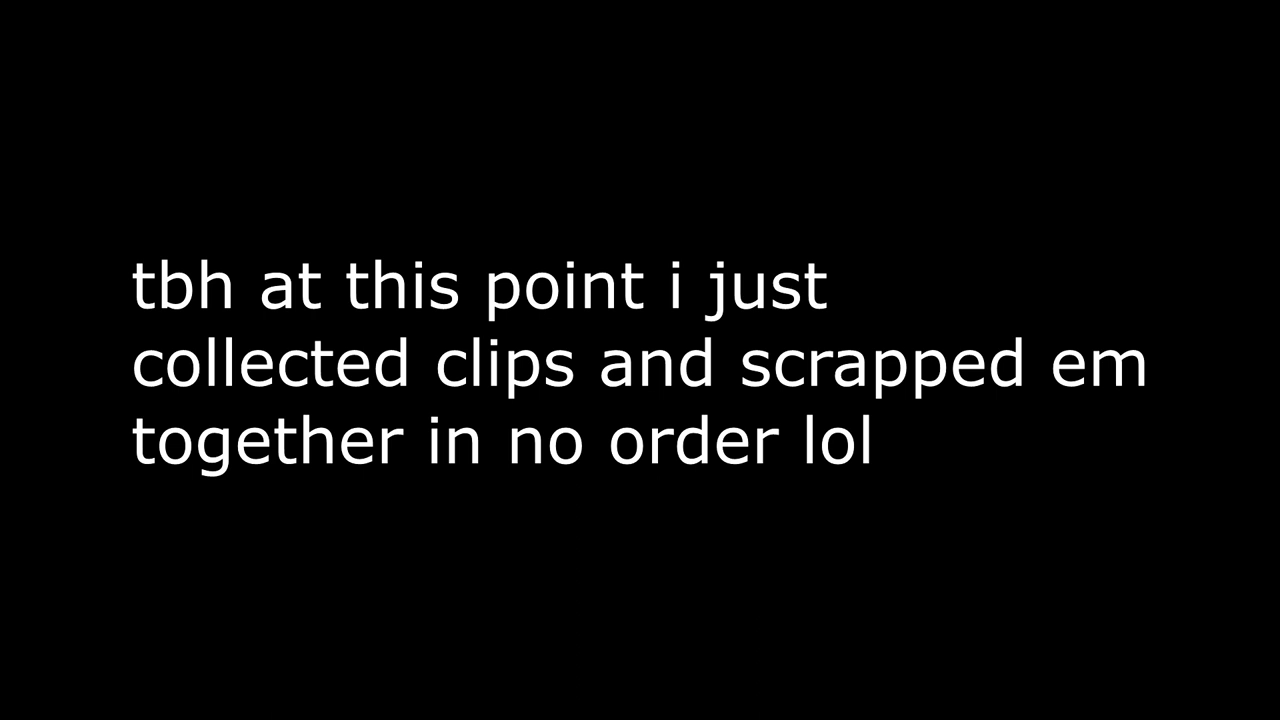 tbh at this point i just
collected clips and scrapped em
together in no order lol